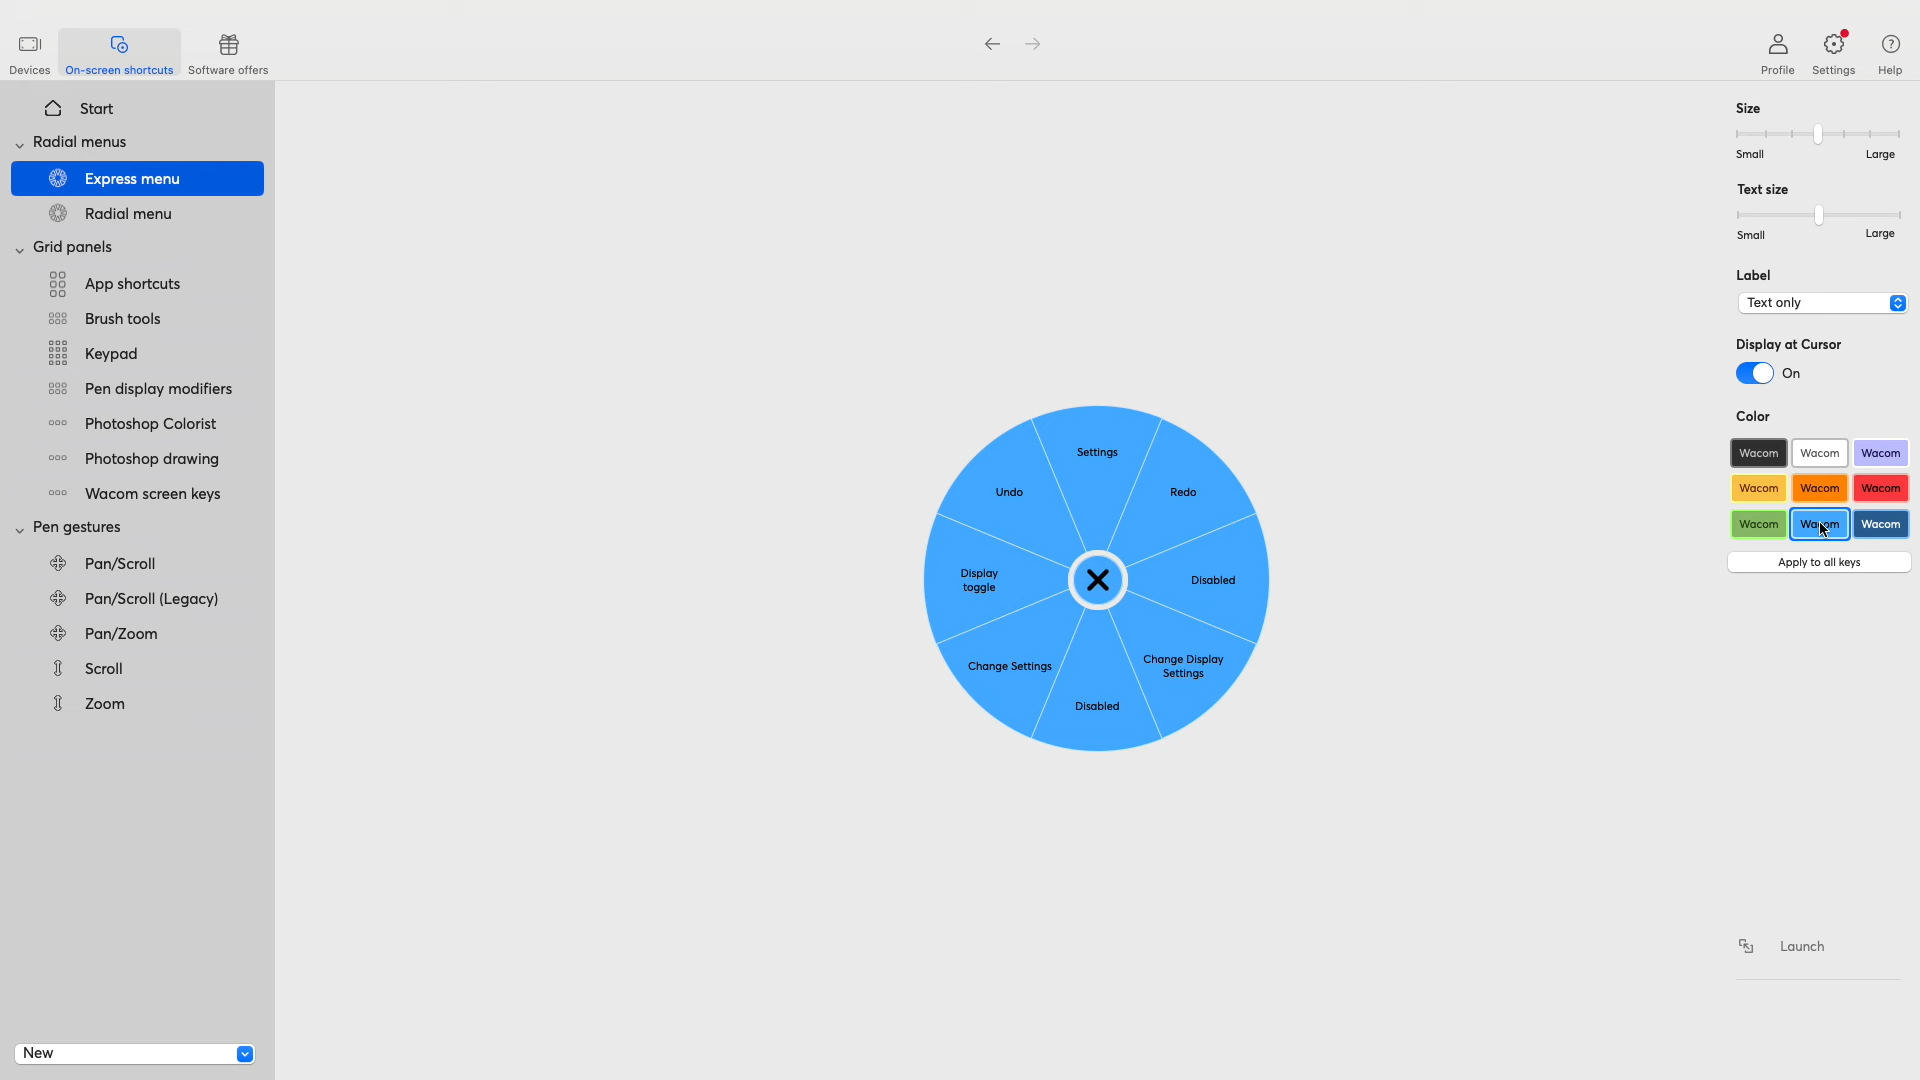 Devices
On-screen shortcuts
Software offers
Profile
Settings
Help
Start
Radial menus
Express menu
Radial menu
Grid panels
App shortcuts
Brush tools
Keypad
Pen display modifiers
Photoshop Colorist
Photoshop drawing
Wacom screen keys
Pen gestures
Pan/Scroll
Pan/Scroll (Legacy)
Pan/Zoom
Scroll
Zoom
New
Settings
Undo
Redo
Display
toggle
Disabled
Change Settings
Change Display
Settings
Disabled
Size
Small Large
Text size
Small Large
Label
Text only
Display at Cursor
On
Color
Wacom Wacom Wacom
Wacom Wacom Wacom
Wacom Wacom Wacom
Apply to all keys
Launch